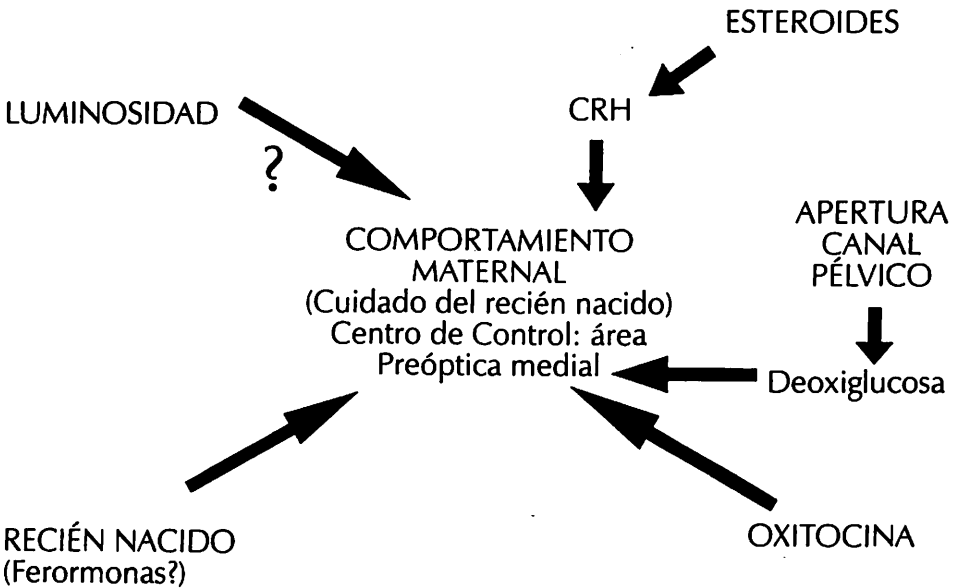 ESTEROIDES
LUMINOSIDAD
CRH
?
APERTURA
CANAL
PÉLVICO
COMPORTAMIENTO
MATERNAL
(Cuidado del recién nacido)
Centro de Control: área
Preóptica medial
Deoxiglucosa
RECIÉN NACIDO
(Ferormonas?)
OXITOCINA